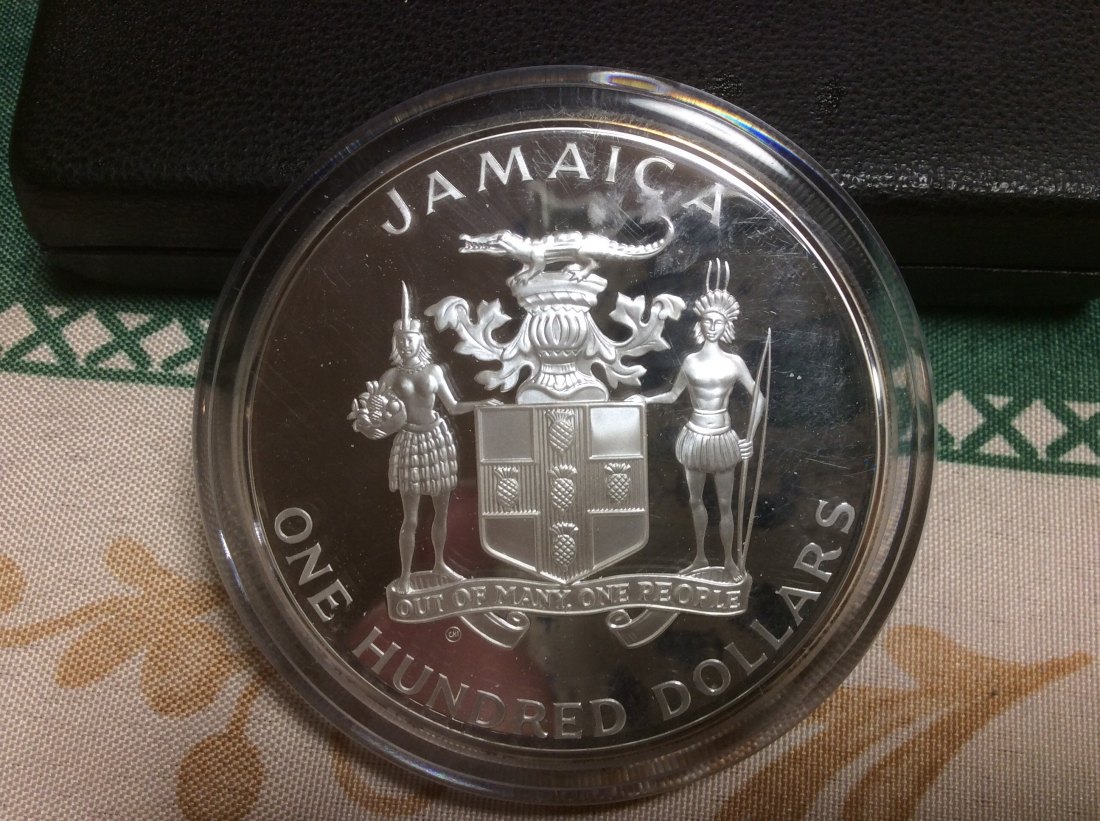 JAMAICA
OUT OF MANY, ONE PEOPLE
ONE HUNDRED DOLLARS